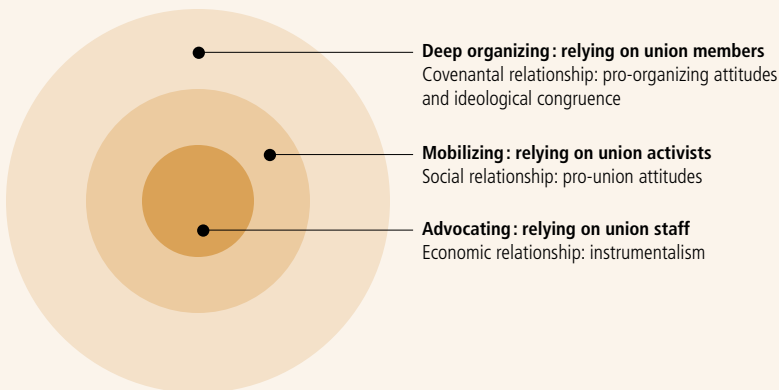 Deep organizing: relying on union members
Covenantal relationship: pro-organizing attitudes
and ideological congruence
Mobilizing: relying on union activists
Social relationship: pro-union attitudes
Advocating: relying on union staff
Economic relationship: instrumentalism